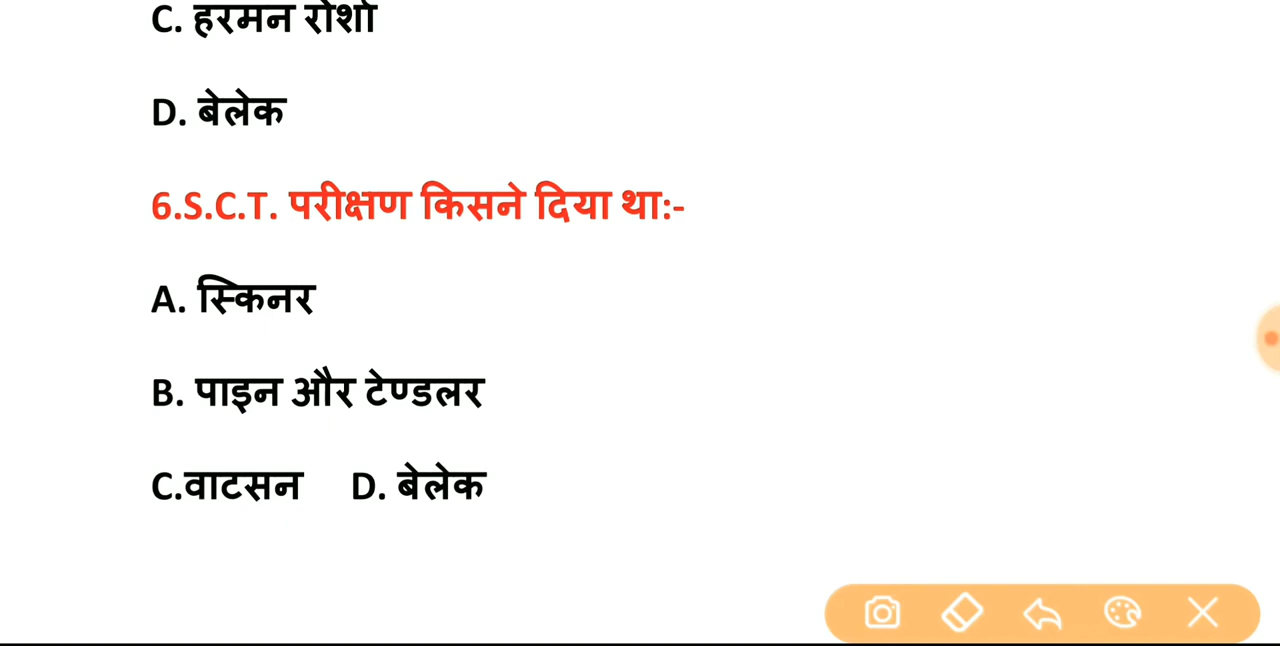 C. हरमन रोशो
D. बेलेक
6.S.C.T. परीक्षण किसने दिया था:-
A. स्किनर
B. पाइन और टेण्डलर
C.वाटसन D. बेलेक